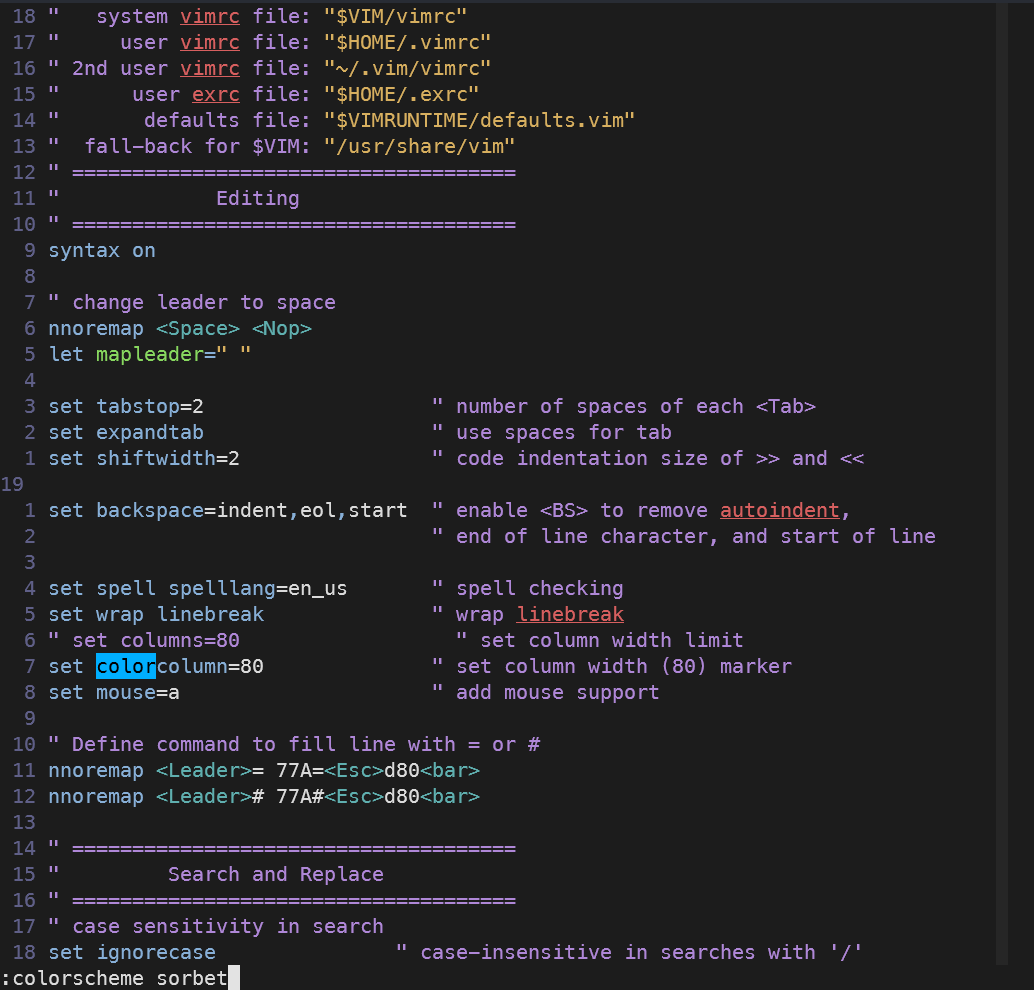 18 "   system vimrc file: "$VIM/vimrc"
17 "     user vimrc file: "$HOME/.vimrc"
16 " 2nd user vimrc file: "~/.vim/vimrc"
15 "      user exrc file: "$HOME/.exrc"
14 "       defaults file: "$VIMRUNTIME/defaults.vim"
13 "  fall-back for $VIM: "/usr/share/vim"
12 " =====================================
11 "             Editing
10 " =====================================
 9 syntax on
 8
 7 " change leader to space
 6 nnoremap <Space> <Nop>
 5 let mapleader=" "
 4
 3 set tabstop=2                   " number of spaces of each <Tab>
 2 set expandtab                   " use spaces for tab
 1 set shiftwidth=2                " code indentation size of >> and <<
19
 1 set backspace=indent,eol,start  " enable <BS> to remove autoindent,
 2                                 " end of line character, and start of line
 3
 4 set spell spelllang=en_us       " spell checking
 5 set wrap linebreak              " wrap linebreak
 6 " set columns=80                  " set column width limit
 7 set colorcolumn=80              " set column width (80) marker
 8 set mouse=a                     " add mouse support
 9
10 " Define command to fill line with = or #
11 nnoremap <Leader>= 77A=<Esc>d80<bar>
12 nnoremap <Leader># 77A#<Esc>d80<bar>
13
14 " =====================================
15 "         Search and Replace
16 " =====================================
17 " case sensitivity in search
18 set ignorecase               " case-insensitive in searches with '/'
:colorscheme sorbet